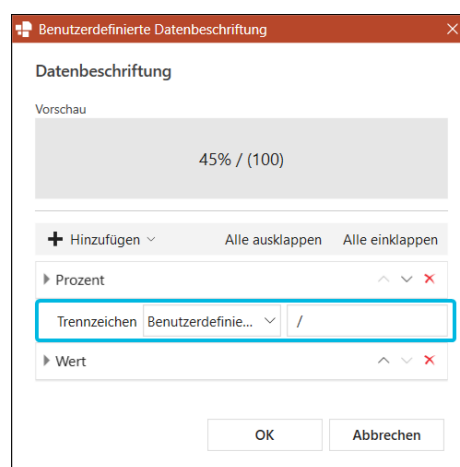 Benutzerdefinierte Datenbeschriftung
Datenbeschriftung
Vorschau
45% / (100)
Hinzufügen Alle ausklappen Alle einklappen
Prozent
Trennzeichen Benutzerdefinie... /
Wert
OK Abbrechen